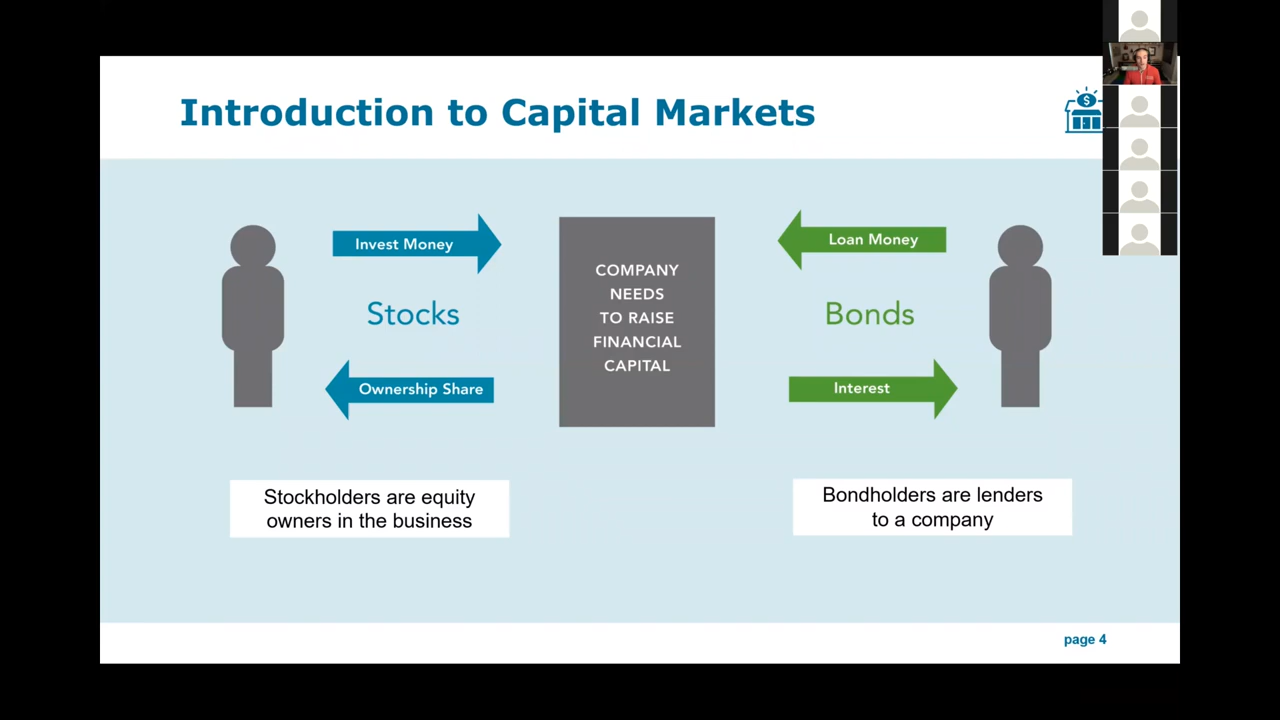 Introduction to Capital Markets
$
Invest Money
Stocks
Ownership Share
COMPANY
NEEDS
TO RAISE
FINANCIAL
CAPITAL
Loan Money
Bonds
Interest
Stockholders are equity
owners in the business
Bondholders are lenders
to a company
page 4